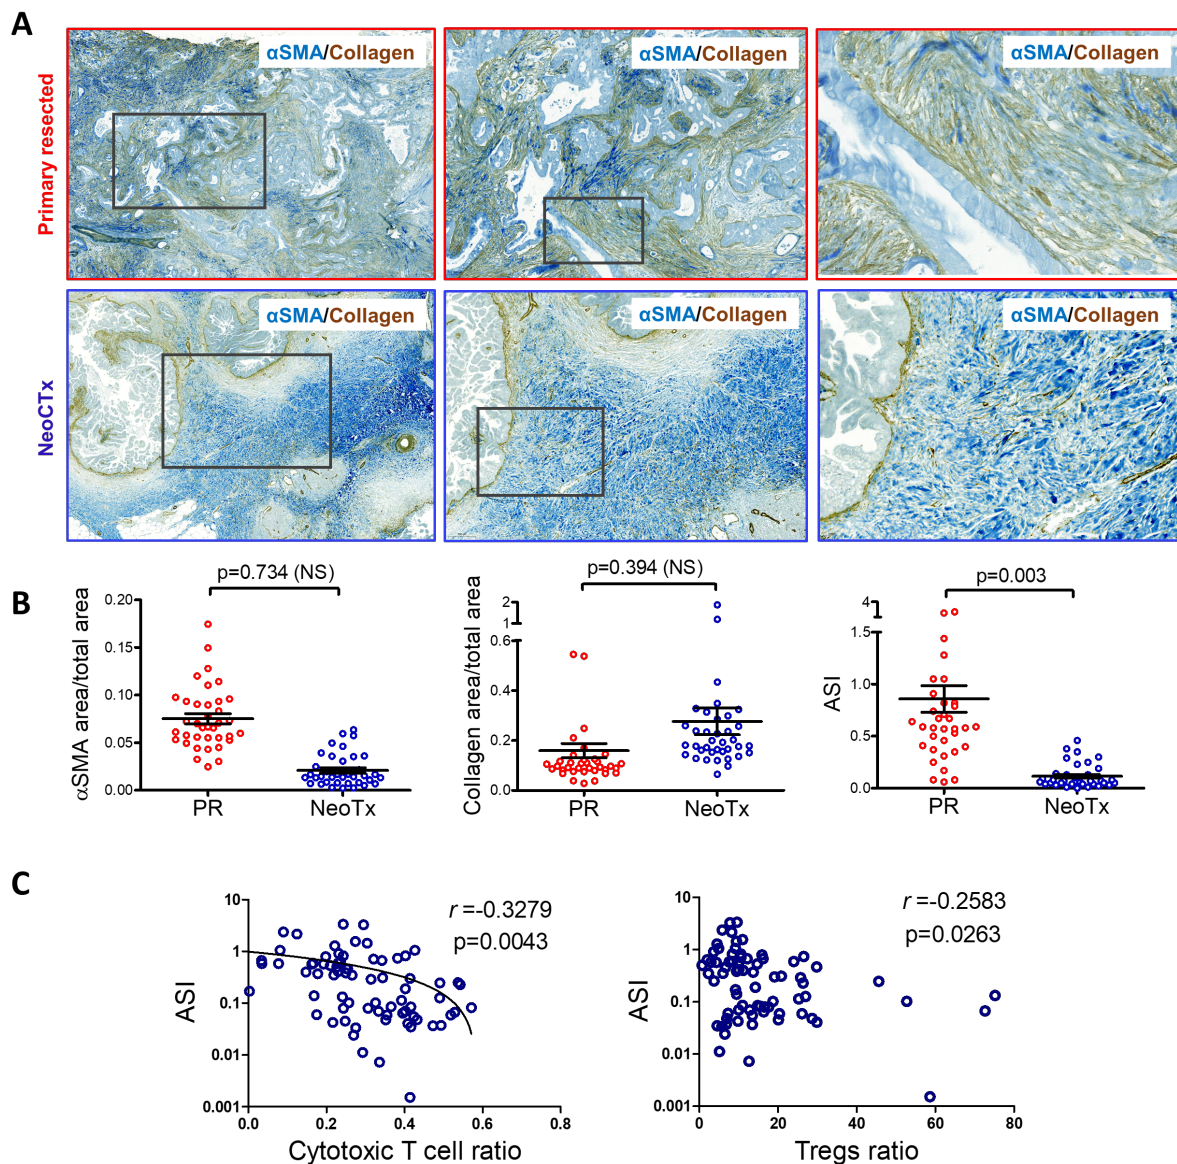 A
Primary resected
αSMA/Collagen
αSMA/Collagen
αSMA/Collagen
NeoCTx
αSMA/Collagen
αSMA/Collagen
αSMA/Collagen
B
p=0.734 (NS)
αSMA area/total area
0.20
0.15
0.10
0.05
0.00
PR
NeoTx
p=0.394 (NS)
Collagen area/total area
2
1
0.6
0.4
0.2
0.0
PR
NeoTx
p=0.003
ASI
4
1.5
1.0
0.5
0.0
PR
NeoTx
C
r=-0.3279
p=0.0043
ASI
10
1
0.1
0.01
0.001
0.0
0.2
0.4
0.6
0.8
Cytotoxic T cell ratio
r=-0.2583
p=0.0263
ASI
10
1
0.1
0.01
0.001
0
20
40
60
80
Tregs ratio